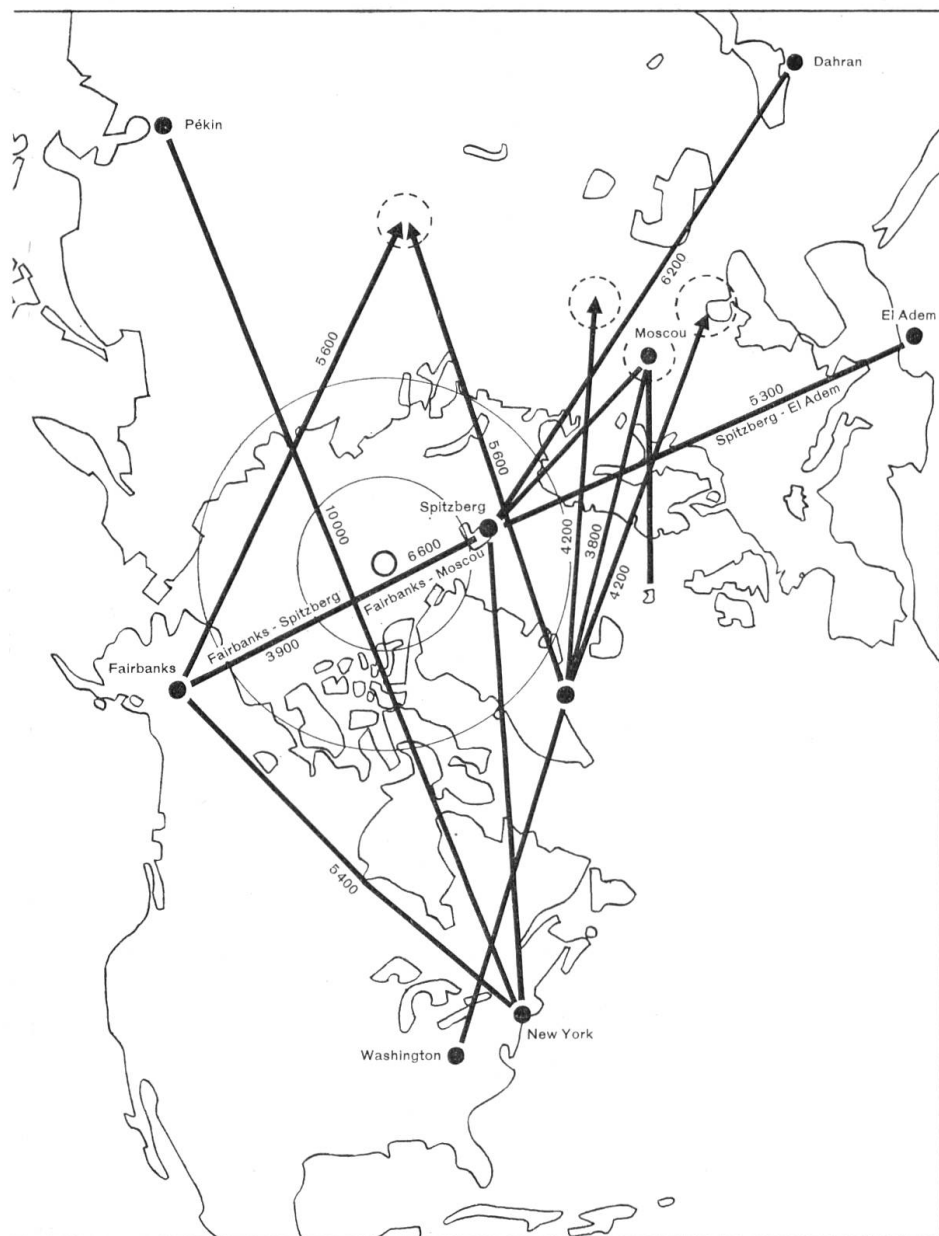 Dahran
Pékin
6200
Moscou
El Adem
5600
5300
Spitzberg - El Adem
5600
Spitzberg
10000
4200
3800
4200
6600
Fairbanks - Moscou
Fairbanks - Spitzberg
3900
Fairbanks
5400
New York
Washington